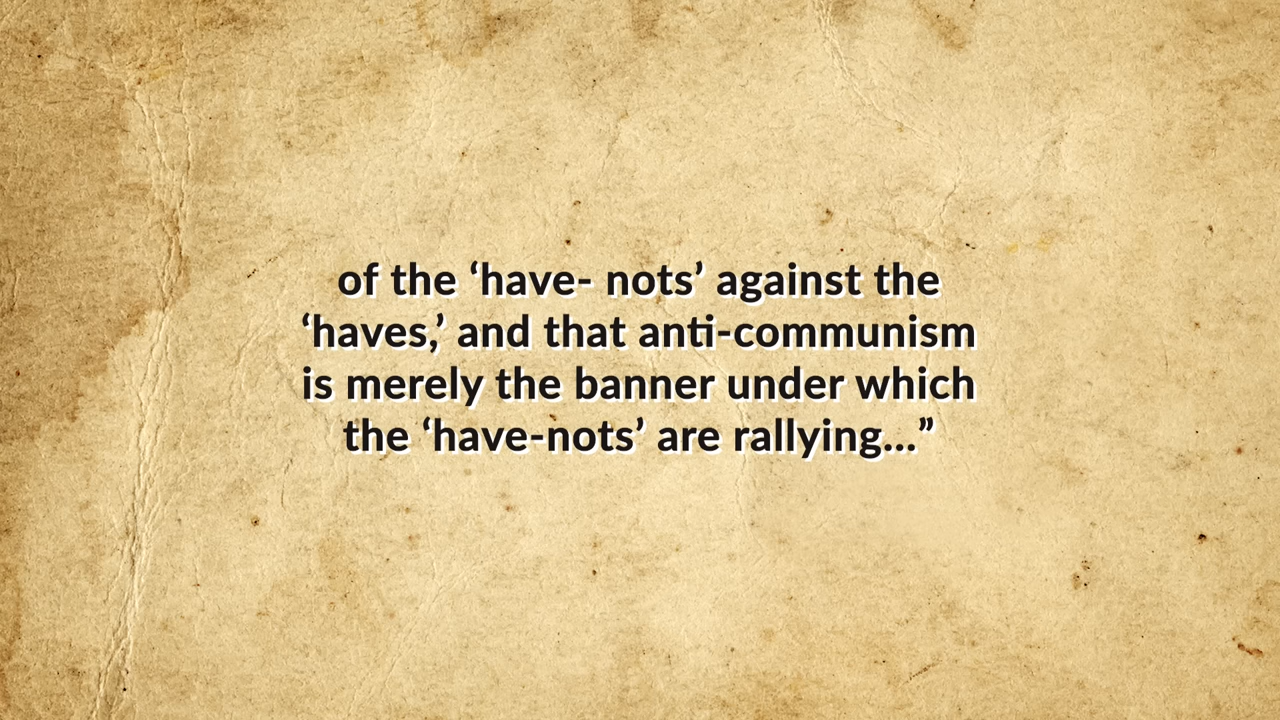 of the ‘have- nots’ against the
‘haves,’ and that anti-communism
is merely the banner under which
the ‘have-nots’ are rallying...”